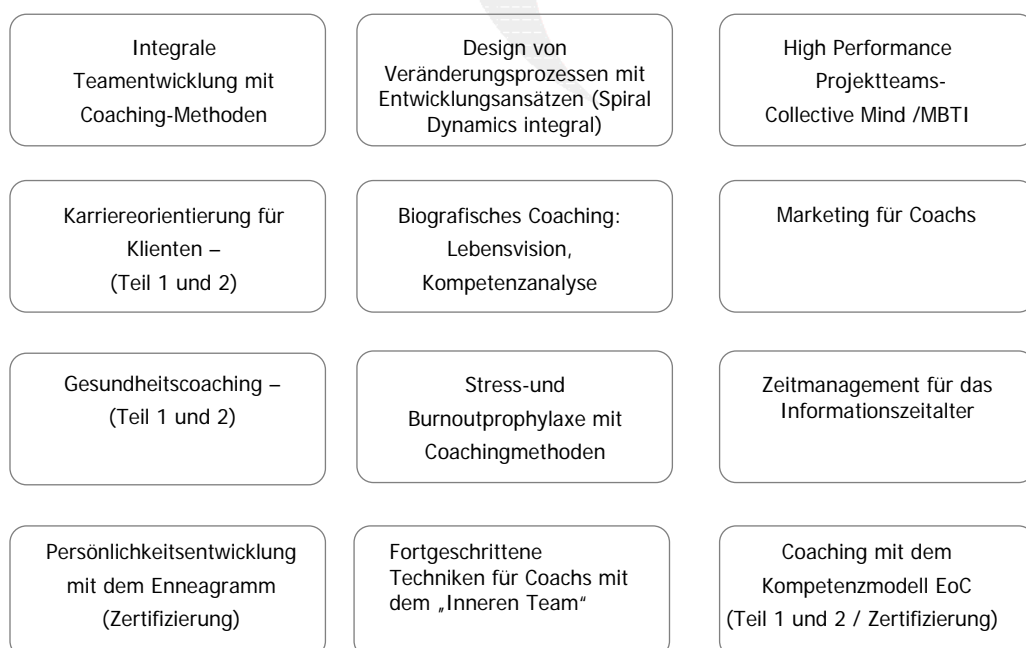 Integrale
Teamentwicklung mit
Coaching-Methoden
Design von
Veränderungsprozessen mit
Entwicklungsansätzen (Spiral
Dynamics integral)
High Performance
Projektteams-
Collective Mind /MBTI
Karriereorientierung für
Klienten –
(Teil 1 und 2)
Biografisches Coaching:
Lebensvision,
Kompetenzanalyse
Marketing für Coachs
Gesundheitscoaching –
(Teil 1 und 2)
Stress-und
Burnoutprophylaxe mit
Coachingmethoden
Zeitmanagement für das
Informationszeitalter
Persönlichkeitsentwicklung
mit dem Enneagramm
(Zertifizierung)
Fortgeschrittene
Techniken für Coachs mit
dem „Inneren Team“
Coaching mit dem
Kompetenzmodell EoC
(Teil 1 und 2 / Zertifizierung)